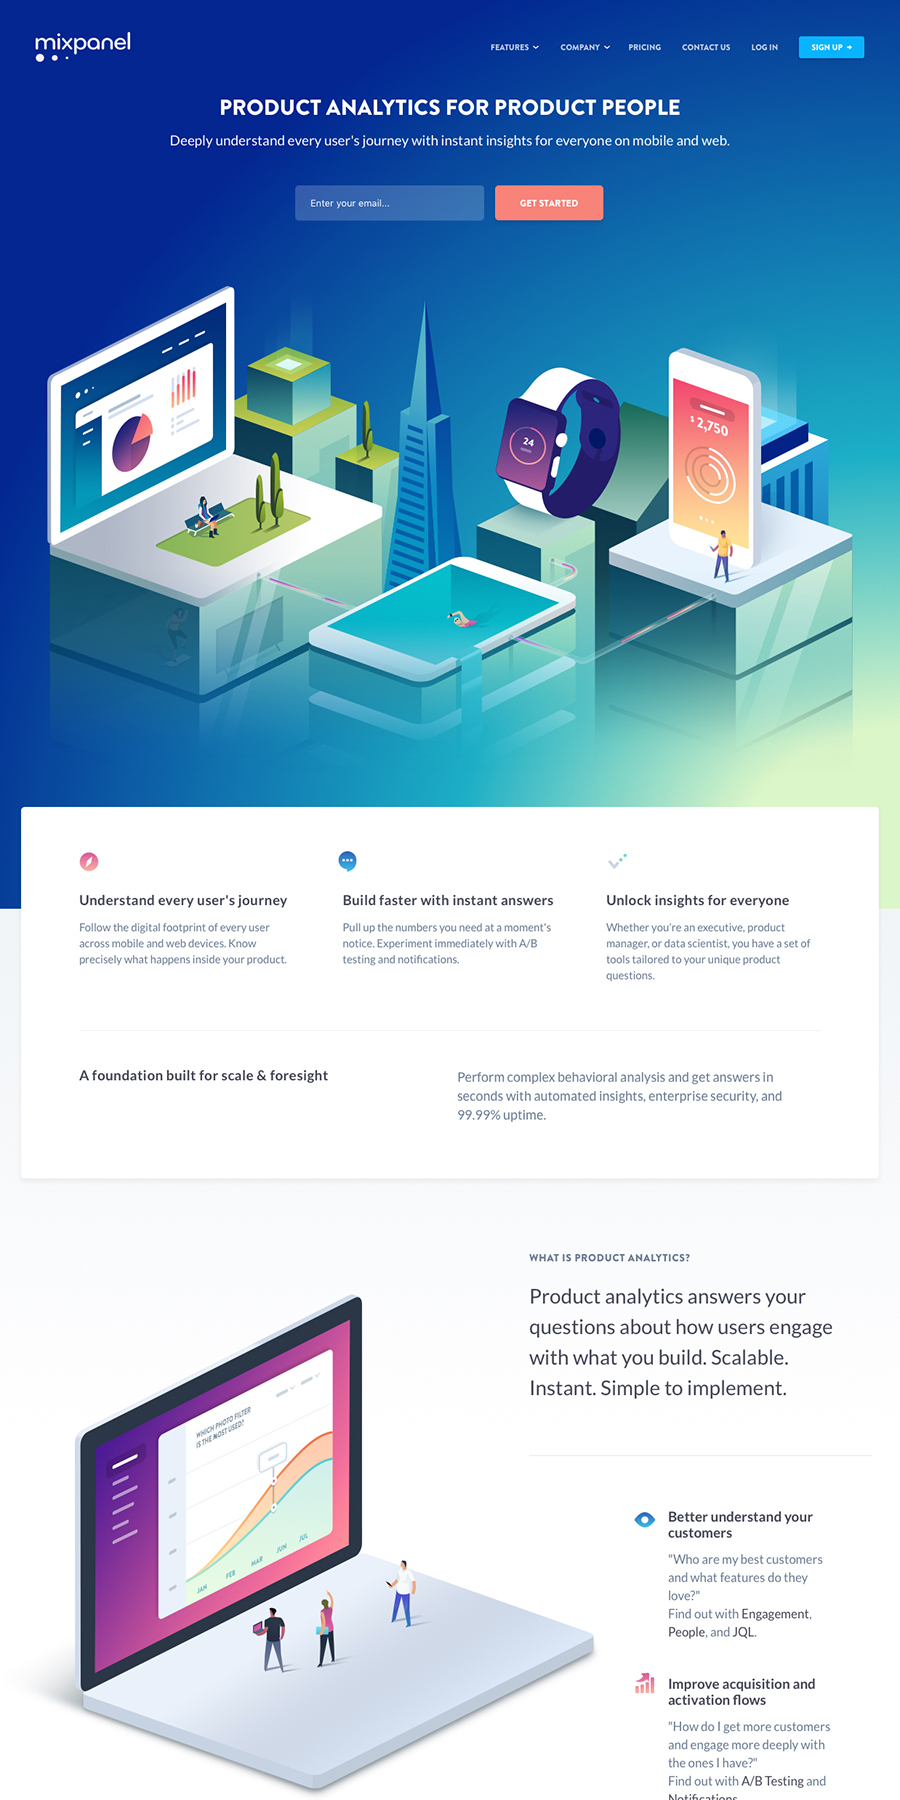 mixpanel
FEATURES
COMPANY
PRICING
CONTACT US
LOG IN
SIGN UP →
PRODUCT ANALYTICS FOR PRODUCT PEOPLE
Deeply understand every user's journey with instant insights for everyone on mobile and web.
Enter your email...
GET STARTED
24
$ 2,750
Understand every user's journey
Follow the digital footprint of every user
across mobile and web devices. Know
precisely what happens inside your product.
Build faster with instant answers
Pull up the numbers you need at a moment's
notice. Experiment immediately with A/B
testing and notifications.
Unlock insights for everyone
Whether you're an executive, product
manager, or data scientist, you have a set of
tools tailored to your unique product
questions.
A foundation built for scale & foresight
Perform complex behavioral analysis and get answers in
seconds with automated insights, enterprise security, and
99.99% uptime.
WHAT IS PRODUCT ANALYTICS?
Product analytics answers your
questions about how users engage
with what you build. Scalable.
Instant. Simple to implement.
WHICH PHOTO FILTER
IS THE MOST USED?
JAN
FEB
MAR
JUN
JUL
Better understand your
customers
"Who are my best customers
and what features do they
love?"
Find out with Engagement,
People, and JQL.
Improve acquisition and
activation flows
"How do I get more customers
and engage more deeply with
the ones I have?"
Find out with A/B Testing and
Notifications